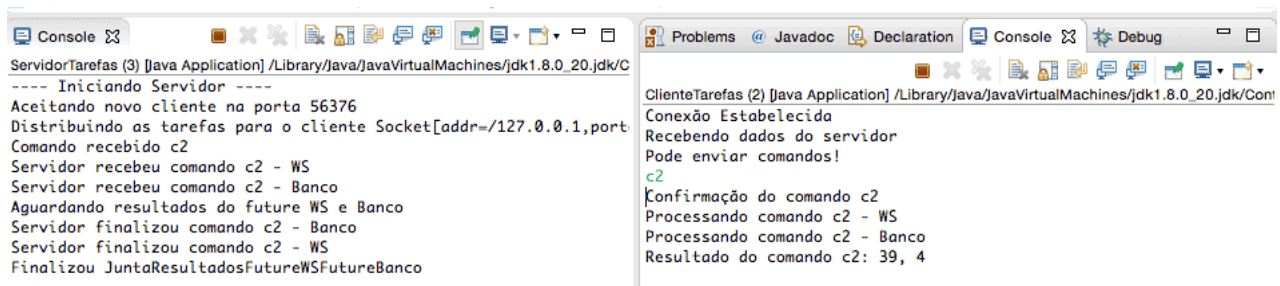 Console
ServidorTarefas (3) [Java Application] /Library/Java/JavaVirtualMachines/jdk1.8.0_20.jdk/C
---- Iniciando Servidor ----
Aceitando novo cliente na porta 56376
Distribuindo as tarefas para o cliente Socket[addr=/127.0.0.1,port
Comando recebido c2
Servidor recebeu comando c2 - WS
Servidor recebeu comando c2 - Banco
Aguardando resultados do future WS e Banco
Servidor finalizou comando c2 - Banco
Servidor finalizou comando c2 - WS
Finalizou JuntaResultadosFutureWSFutureBanco
Problems @ Javadoc Declaration Console Debug
ClienteTarefas (2) [Java Application] /Library/Java/JavaVirtualMachines/jdk1.8.0_20.jdk/Cont
Conexão Estabelecida
Recebendo dados do servidor
Pode enviar comandos!
c2
Confirmação do comando c2
Processando comando c2 - WS
Processando comando c2 - Banco
Resultado do comando c2: 39, 4